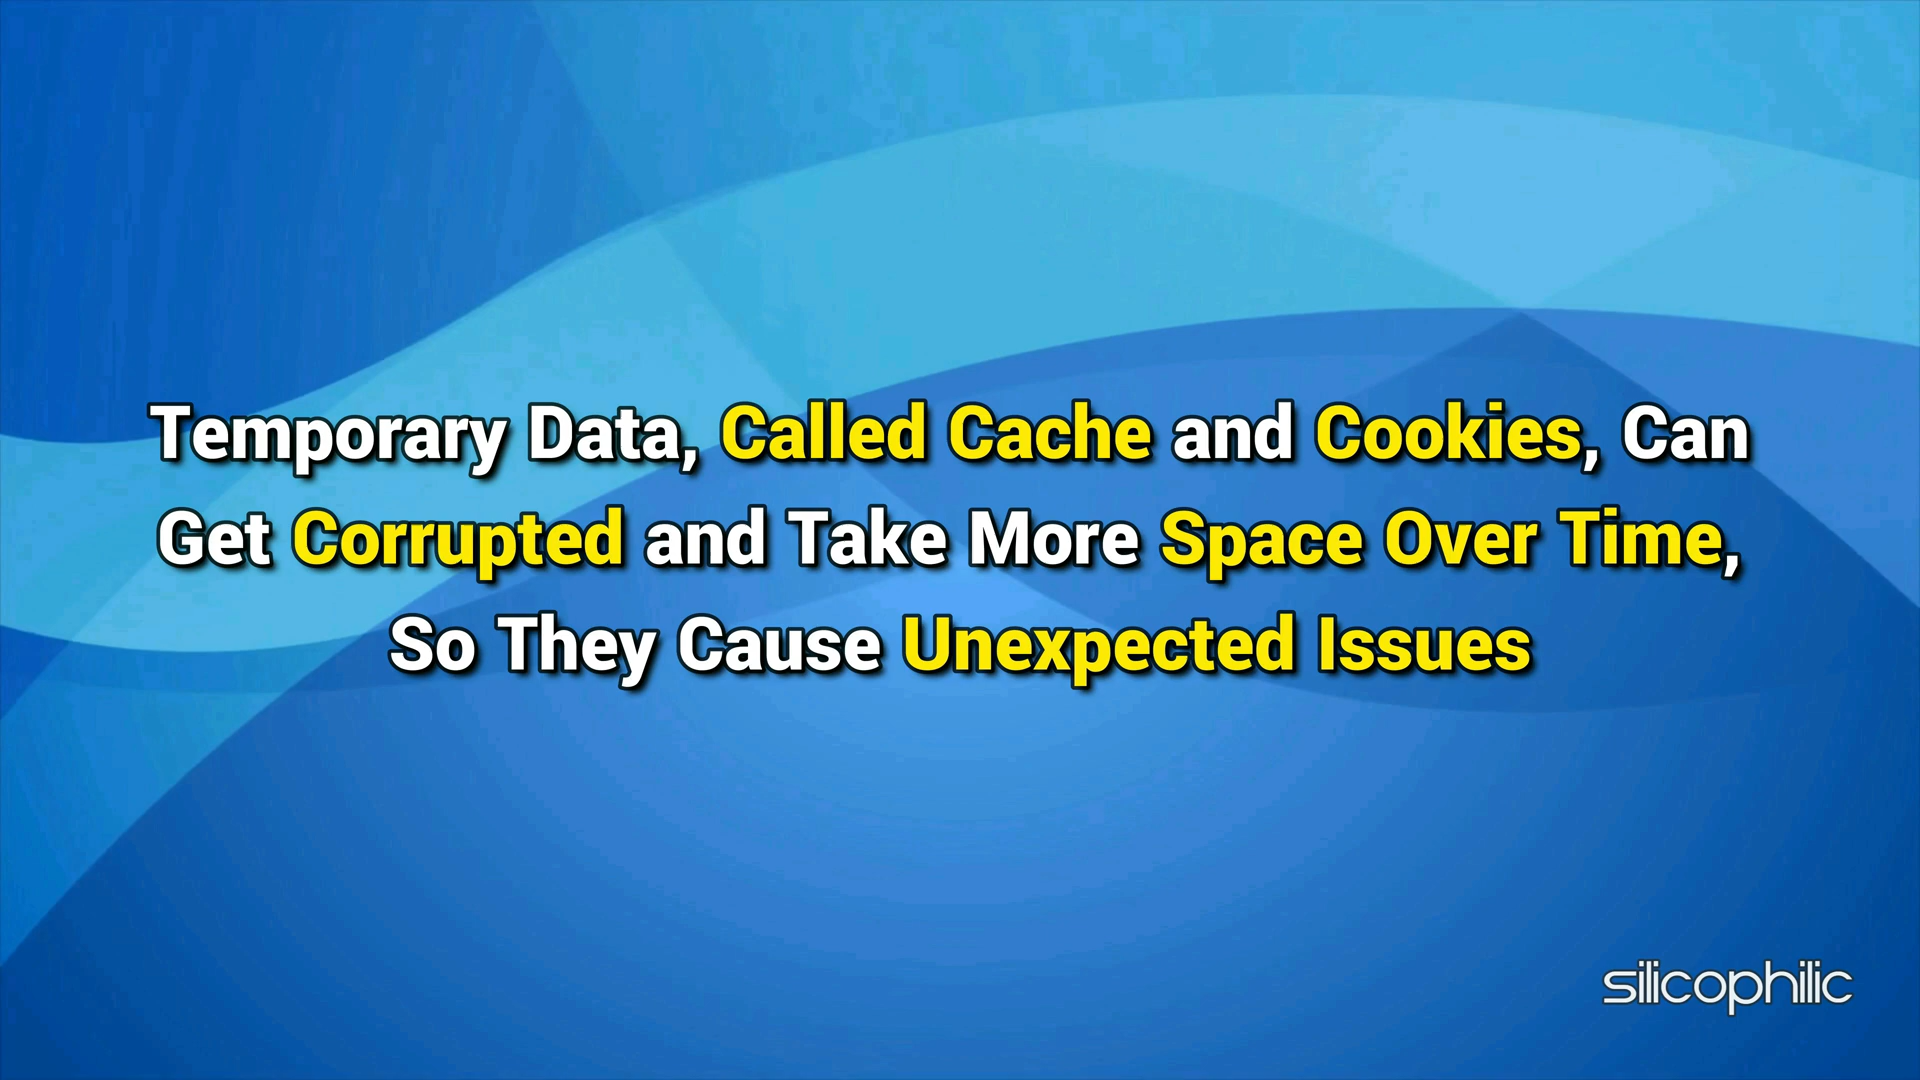 Temporary Data, Called Cache and Cookies, Can
Get Corrupted and Take More Space Over Time,
So They Cause Unexpected Issues
silicophilic